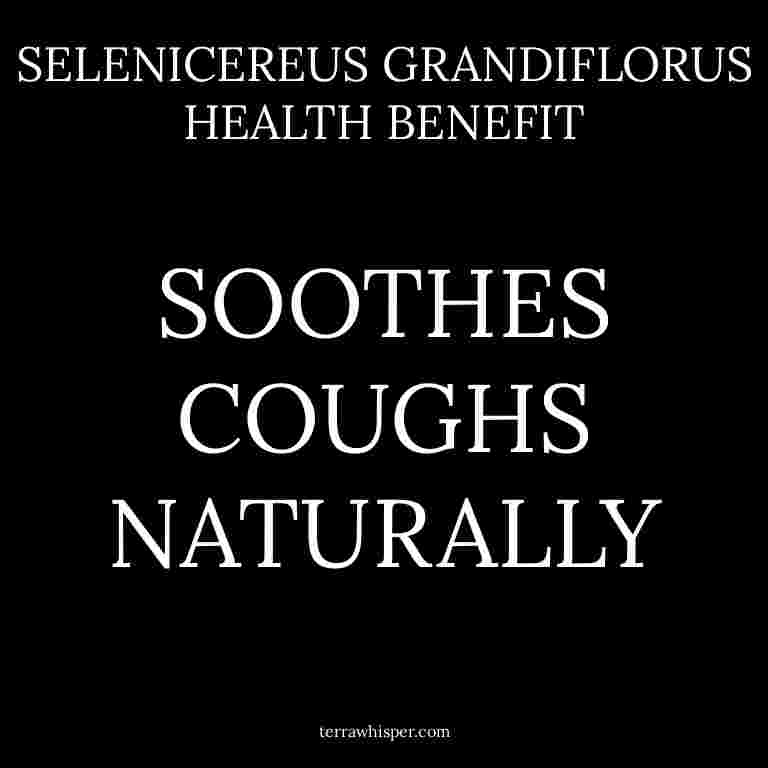 SELENICEREUS GRANDIFLORUS
HEALTH BENEFIT
SOOTHES
COUGHS
NATURALLY
terrawhisper.com